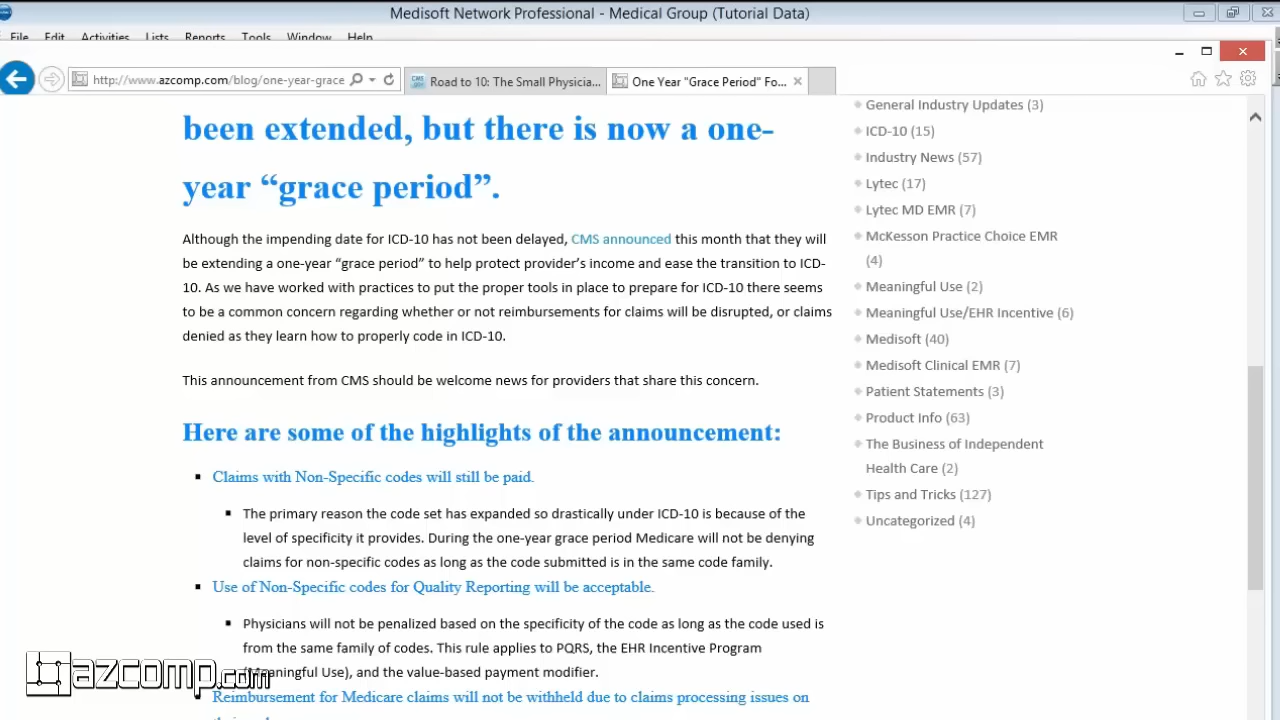 Medisoft Network Professional - Medical Group (Tutorial Data)
File Edit Activities Lists Reports Tools Window Help
http://www.azcomp.com/blog/one-year-grace
Road to 10: The Small Physicia...
One Year "Grace Period" Fo...
been extended, but there is now a one-
year “grace period”.
Although the impending date for ICD-10 has not been delayed, CMS announced this month that they will
be extending a one-year “grace period” to help protect provider’s income and ease the transition to ICD-
10. As we have worked with practices to put the proper tools in place to prepare for ICD-10 there seems
to be a common concern regarding whether or not reimbursements for claims will be disrupted, or claims
denied as they learn how to properly code in ICD-10.
This announcement from CMS should be welcome news for providers that share this concern.
Here are some of the highlights of the announcement:
Claims with Non-Specific codes will still be paid.
The primary reason the code set has expanded so drastically under ICD-10 is because of the
level of specificity it provides. During the one-year grace period Medicare will not be denying
claims for non-specific codes as long as the code submitted is in the same code family.
Use of Non-Specific codes for Quality Reporting will be acceptable.
Physicians will not be penalized based on the specificity of the code as long as the code used is
from the same family of codes. This rule applies to PQRS, the EHR Incentive Program
(Meaningful Use), and the value-based payment modifier.
Reimbursement for Medicare claims will not be withheld due to claims processing issues on
General Industry Updates (3)
ICD-10 (15)
Industry News (57)
Lytec (17)
Lytec MD EMR (7)
McKesson Practice Choice EMR
(4)
Meaningful Use (2)
Meaningful Use/EHR Incentive (6)
Medisoft (40)
Medisoft Clinical EMR (7)
Patient Statements (3)
Product Info (63)
The Business of Independent
Health Care (2)
Tips and Tricks (127)
Uncategorized (4)
azcomp.com